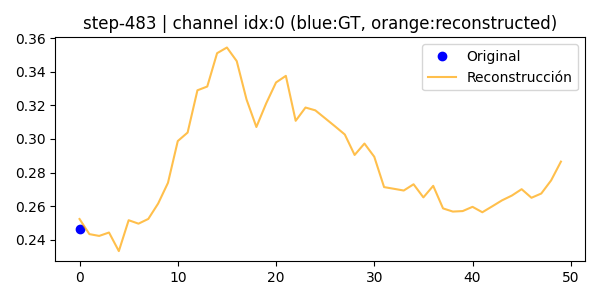 step-483 | channel idx:0 (blue:GT, orange:reconstructed)
0.36
0.34
0.32
0.30
0.28
0.26
0.24
Original
Reconstrucción
0 10 20 30 40 50